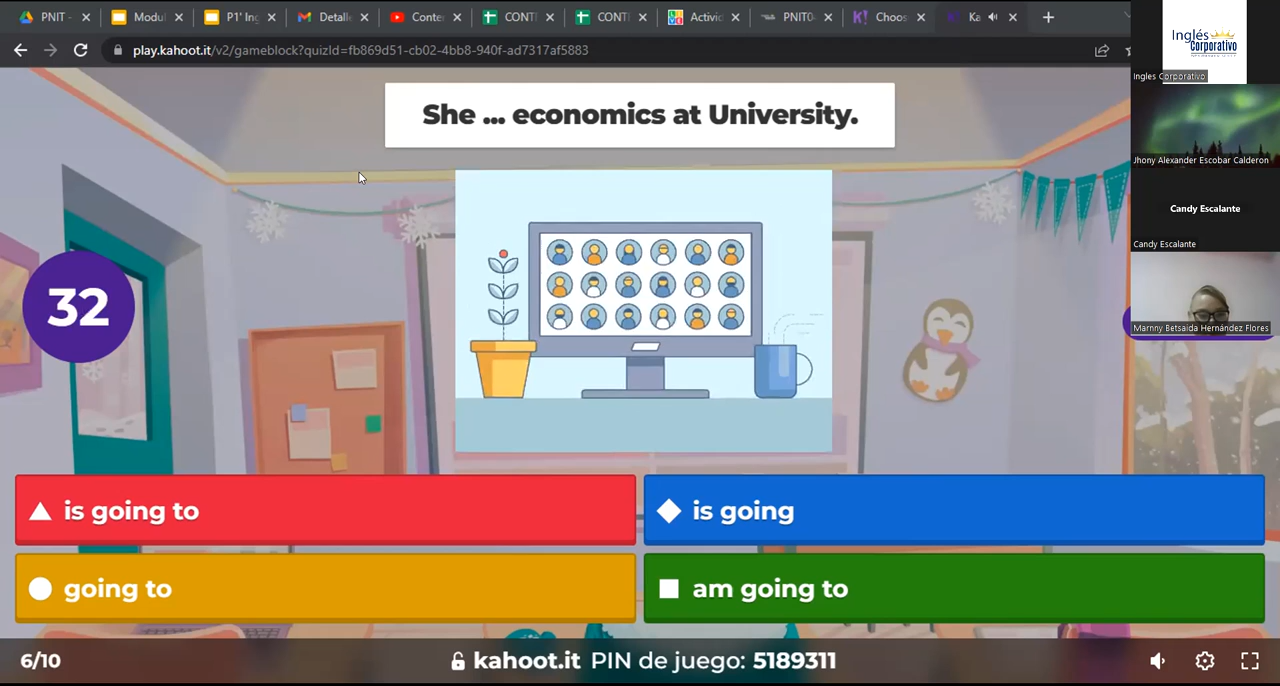 PNIT -
Modul
P1' Ing
Detalle
Conter
CONTI
CONTI
Activid
PNIT04
Choos
Ka
play.kahoot.it/v2/gameblock?quizId=fb869d51-cb02-4bb8-940f-ad7317af5883
Inglés
Corporativo
Ingles Corporativo
Jhony Alexander Escobar Calderon
Candy Escalante
Candy Escalante
Marnny Betsaida Hernández Flores
She ... economics at University.
32
is going to
is going
going to
am going to
6/10
kahoot.it PIN de juego: 5189311